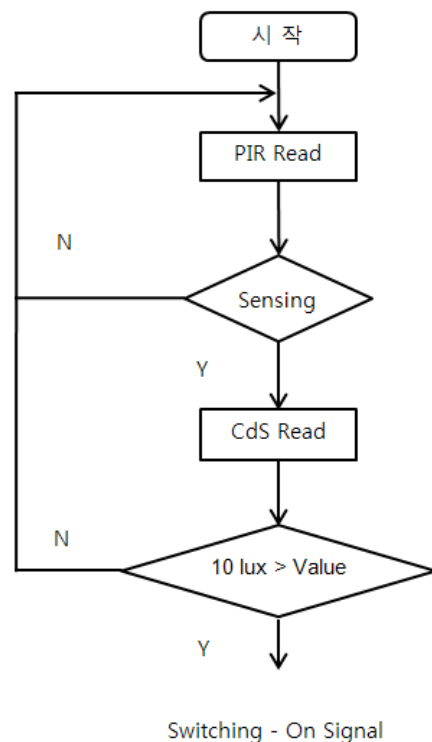 시 작
PIR Read
N
Sensing
Y
CdS Read
N
10 lux > Value
Y
Switching - On Signal